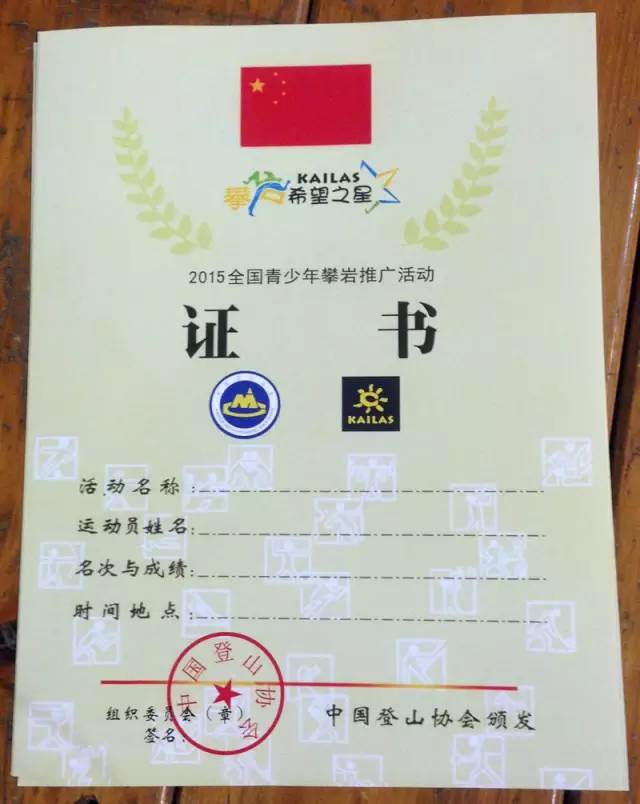 KAILAS
攀岩希望之星
2015全国青少年攀岩推广活动
证 书
KAILAS
活动名称:
运动员姓名:
名次与成绩:
时间地点:
中国登山协会
组织委员会(章)
签名:
中国登山协会颁发